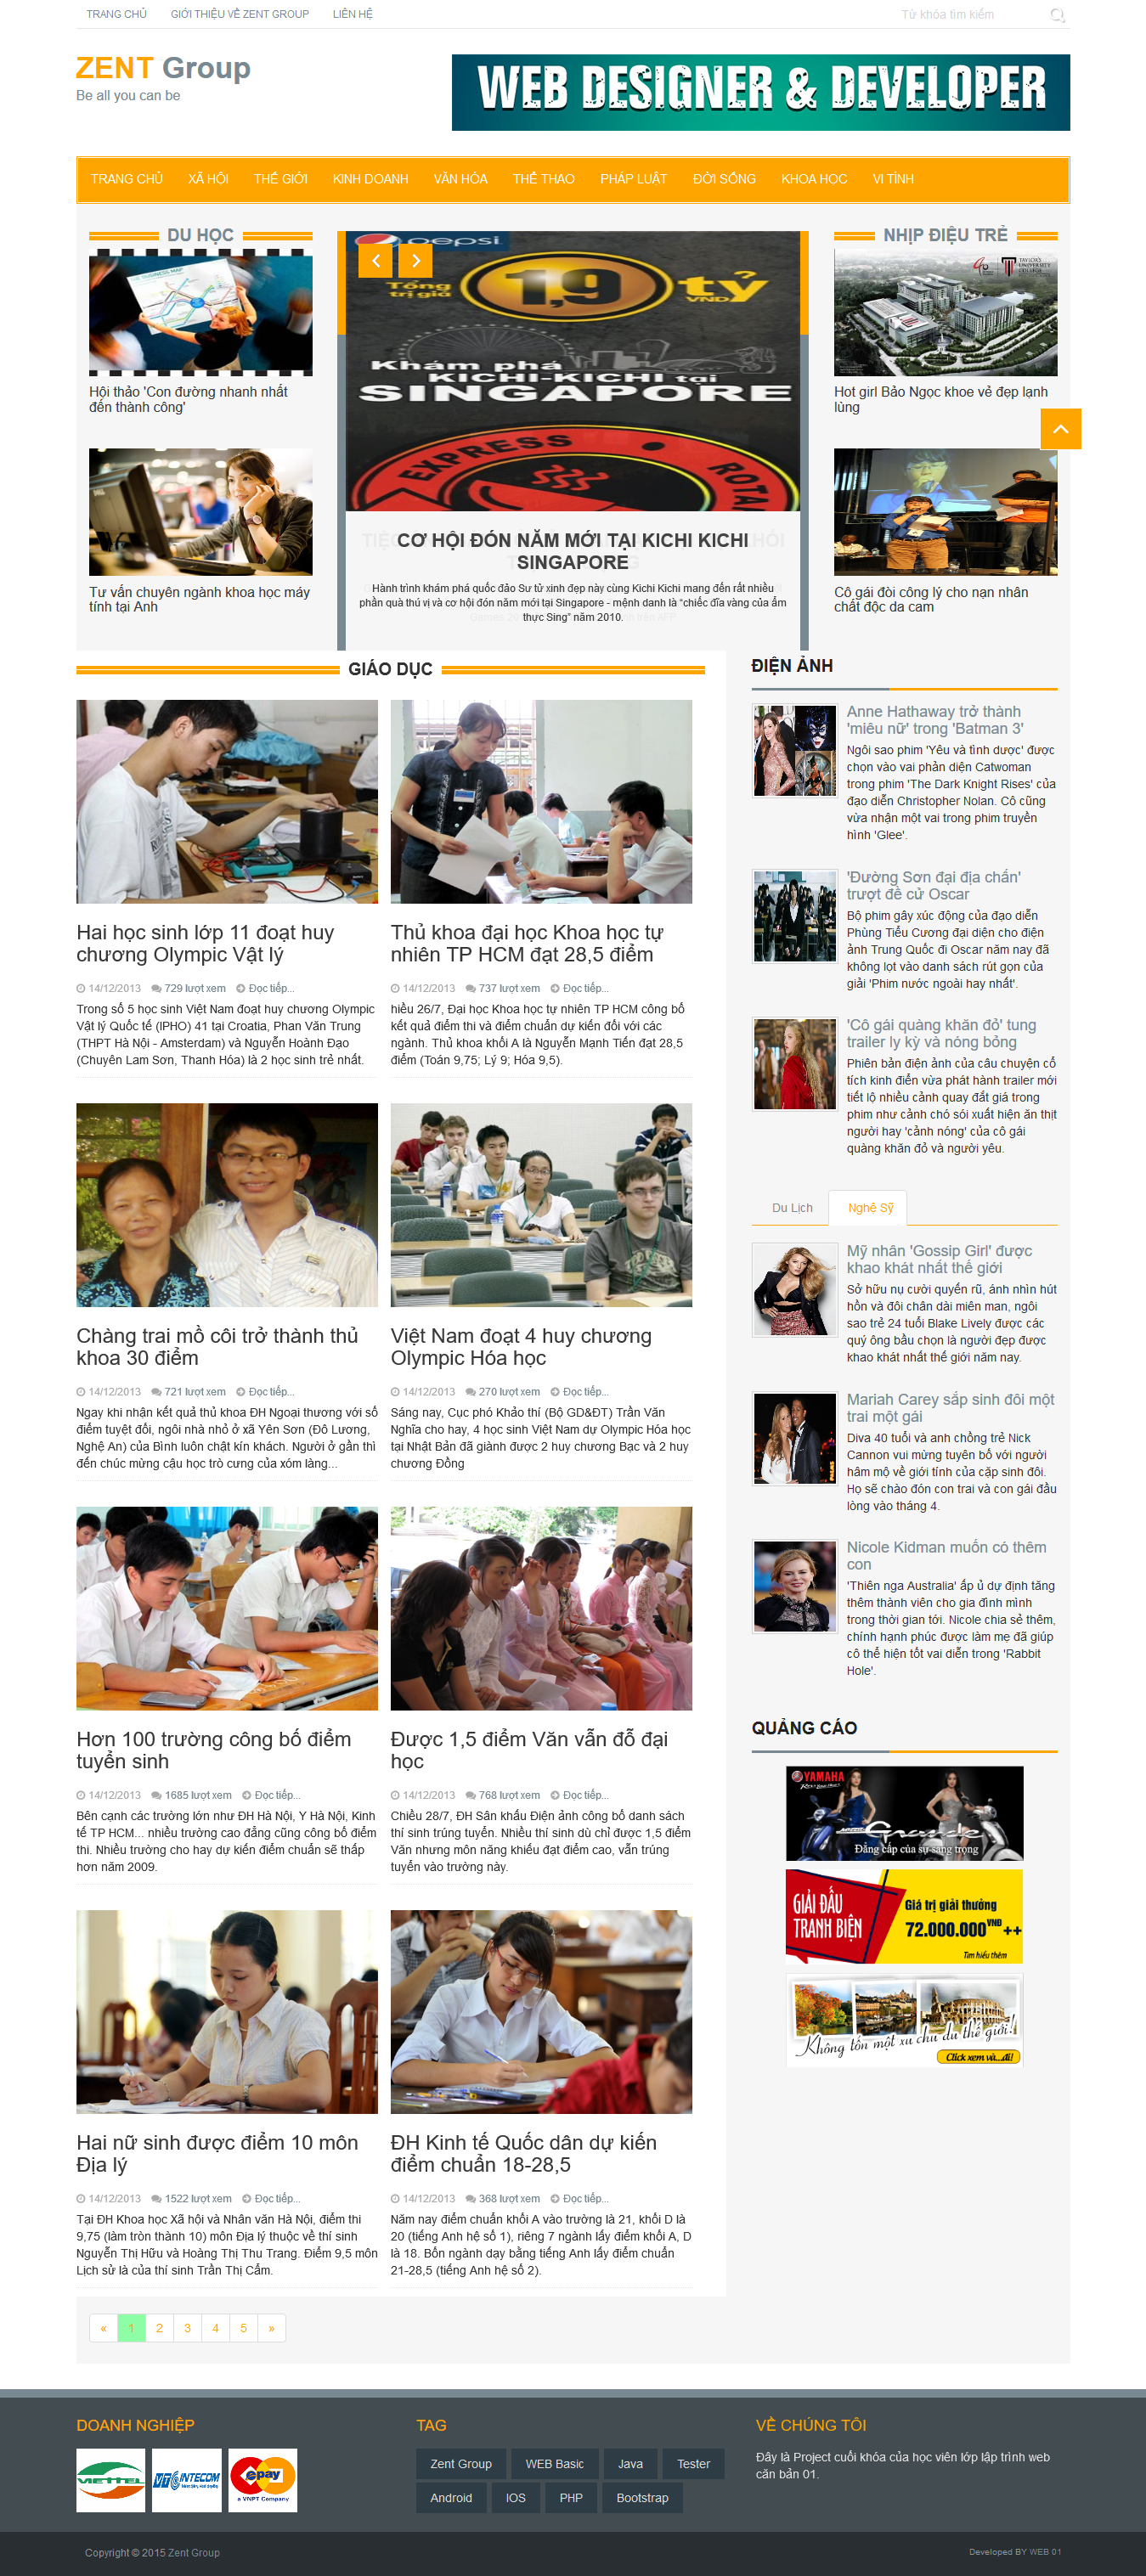 TRANG CHỦ GIỚI THIỆU VỀ ZENT GROUP LIÊN HỆ Từ khóa tìm kiếm
ZENT Group
Be all you can be
WEB DESIGNER & DEVELOPER
TRANG CHỦ XÃ HỘI THẾ GIỚI KINH DOANH VĂN HÓA THỂ THAO PHÁP LUẬT ĐỜI SỐNG KHOA HỌC VI TÍNH
DU HỌC
Hội thảo 'Con đường nhanh nhất
đến thành công'
Tư vấn chuyên ngành khoa học máy
tính tại Anh
pepsi
Tổng
trị giá
1,9 tỷ
VNĐ
Khám phá
KICHI-KICHI tại
SINGAPORE
EXPRESS
ROTA
CƠ HỘI ĐÓN NĂM MỚI TẠI KICHI KICHI
SINGAPORE
Hành trình khám phá quốc đảo Sư tử xinh đẹp này cùng Kichi Kichi mang đến rất nhiều
phần quà thú vị và cơ hội đón năm mới tại Singapore - mệnh danh là "chiếc đĩa vàng của ẩm
thực Sing" năm 2010.
NHỊP ĐIỆU TRẺ
Hot girl Bảo Ngọc khoe vẻ đẹp lạnh
lùng
Cô gái đòi công lý cho nạn nhân
chất độc da cam
GIÁO DỤC
Hai học sinh lớp 11 đoạt huy
chương Olympic Vật lý
14/12/2013 729 lượt xem Đọc tiếp...
Trong số 5 học sinh Việt Nam đoạt huy chương Olympic
Vật lý Quốc tế (IPHO) 41 tại Croatia, Phan Văn Trung
(THPT Hà Nội - Amsterdam) và Nguyễn Hoành Đạo
(Chuyên Lam Sơn, Thanh Hóa) là 2 học sinh trẻ nhất.
Thủ khoa đại học Khoa học tự
nhiên TP HCM đạt 28,5 điểm
14/12/2013 737 lượt xem Đọc tiếp...
hiều 26/7, Đại học Khoa học tự nhiên TP HCM công bố
kết quả điểm thi và điểm chuẩn dự kiến đối với các
ngành. Thủ khoa khối A là Nguyễn Mạnh Tiến đạt 28,5
điểm (Toán 9,75; Lý 9; Hóa 9,5).
Chàng trai mồ côi trở thành thủ
khoa 30 điểm
14/12/2013 721 lượt xem Đọc tiếp...
Ngay khi nhận kết quả thủ khoa ĐH Ngoại thương với số
điểm tuyệt đối, ngôi nhà nhỏ ở xã Yên Sơn (Đô Lương,
Nghệ An) của Bình luôn chật kín khách. Người ở gần thì
đến chúc mừng cậu học trò cưng của xóm làng...
Việt Nam đoạt 4 huy chương
Olympic Hóa học
14/12/2013 270 lượt xem Đọc tiếp...
Sáng nay, Cục phó Khảo thí (Bộ GD&ĐT) Trần Văn
Nghĩa cho hay, 4 học sinh Việt Nam dự Olympic Hóa học
tại Nhật Bản đã giành được 2 huy chương Bạc và 2 huy
chương Đồng
Hơn 100 trường công bố điểm
tuyển sinh
14/12/2013 1685 lượt xem Đọc tiếp...
Bên cạnh các trường lớn như ĐH Hà Nội, Y Hà Nội, Kinh
tế TP HCM... nhiều trường cao đẳng cũng công bố điểm
thi. Nhiều trường cho hay dự kiến điểm chuẩn sẽ thấp
hơn năm 2009.
Được 1,5 điểm Văn vẫn đỗ đại
học
14/12/2013 768 lượt xem Đọc tiếp...
Chiều 28/7, ĐH Sân khấu Điện ảnh công bố danh sách
thí sinh trúng tuyển. Nhiều thí sinh dù chỉ được 1,5 điểm
Văn nhưng môn năng khiếu đạt điểm cao, vẫn trúng
tuyển vào trường này.
Hai nữ sinh được điểm 10 môn
Địa lý
14/12/2013 1522 lượt xem Đọc tiếp...
Tại ĐH Khoa học Xã hội và Nhân văn Hà Nội, điểm thi
9,75 (làm tròn thành 10) môn Địa lý thuộc về thí sinh
Nguyễn Thị Hữu và Hoàng Thị Thu Trang. Điểm 9,5 môn
Lịch sử là của thí sinh Trần Thị Cẩm.
ĐH Kinh tế Quốc dân dự kiến
điểm chuẩn 18-28,5
14/12/2013 368 lượt xem Đọc tiếp...
Năm nay điểm chuẩn khối A vào trường là 21, khối D là
20 (tiếng Anh hệ số 1), riêng 7 ngành lấy điểm khối A, D
là 18. Bốn ngành dạy bằng tiếng Anh lấy điểm chuẩn
21-28,5 (tiếng Anh hệ số 2).
« 1 2 3 4 5 »
ĐIỆN ẢNH
Anne Hathaway trở thành
'miêu nữ' trong 'Batman 3'
Ngôi sao phim 'Yêu và tình dược' được
chọn vào vai phản diện Catwoman
trong phim 'The Dark Knight Rises' của
đạo diễn Christopher Nolan. Cô cũng
vừa nhận một vai trong phim truyền
hình 'Glee'.
'Đường Sơn đại địa chấn'
trượt đề cử Oscar
Bộ phim gây xúc động của đạo diễn
Phùng Tiểu Cương đại diện cho điện
ảnh Trung Quốc đi Oscar năm nay đã
không lọt vào danh sách rút gọn của
giải 'Phim nước ngoài hay nhất'.
'Cô gái quàng khăn đỏ' tung
trailer ly kỳ và nóng bỏng
Phiên bản điện ảnh của câu chuyện cổ
tích kinh điển vừa phát hành trailer mới
tiết lộ nhiều cảnh quay đắt giá trong
phim như cảnh chó sói xuất hiện ăn thịt
người hay 'cảnh nóng' của cô gái
quàng khăn đỏ và người yêu.
Du Lịch Nghệ Sỹ
Mỹ nhân 'Gossip Girl' được
khao khát nhất thế giới
Sở hữu nụ cười quyến rũ, ánh nhìn hút
hồn và đôi chân dài miên man, ngôi
sao trẻ 24 tuổi Blake Lively được các
quý ông bầu chọn là người đẹp được
khao khát nhất thế giới năm nay.
Mariah Carey sắp sinh đôi một
trai một gái
Diva 40 tuổi và anh chồng trẻ Nick
Cannon vui mừng tuyên bố với người
hâm mộ về giới tính của cặp sinh đôi.
Họ sẽ chào đón con trai và con gái đầu
lòng vào tháng 4.
Nicole Kidman muốn có thêm
con
'Thiên nga Australia' ấp ủ dự định tăng
thêm thành viên cho gia đình mình
trong thời gian tới. Nicole chia sẻ thêm,
chính hạnh phúc được làm mẹ đã giúp
cô thể hiện tốt vai diễn trong 'Rabbit
Hole'.
QUẢNG CÁO
YAMAHA
Grande
Đẳng cấp của sự sang trọng
GIẢI ĐẤU
TRANH BIỆN
Giá trị giải thưởng
72.000.000 VNĐ ++
Tìm hiểu thêm
Không tốn một xu chu du thế giới!
Click xem và...đi!
DOANH NGHIỆP
VIETTEL
VTC INTECOM
epay
a VNPT Company
TAG
Zent Group WEB Basic Java Tester
Android IOS PHP Bootstrap
VỀ CHÚNG TÔI
Đây là Project cuối khóa của học viên lớp lập trình web
căn bản 01.
Copyright © 2015 Zent Group
Developed BY WEB 01